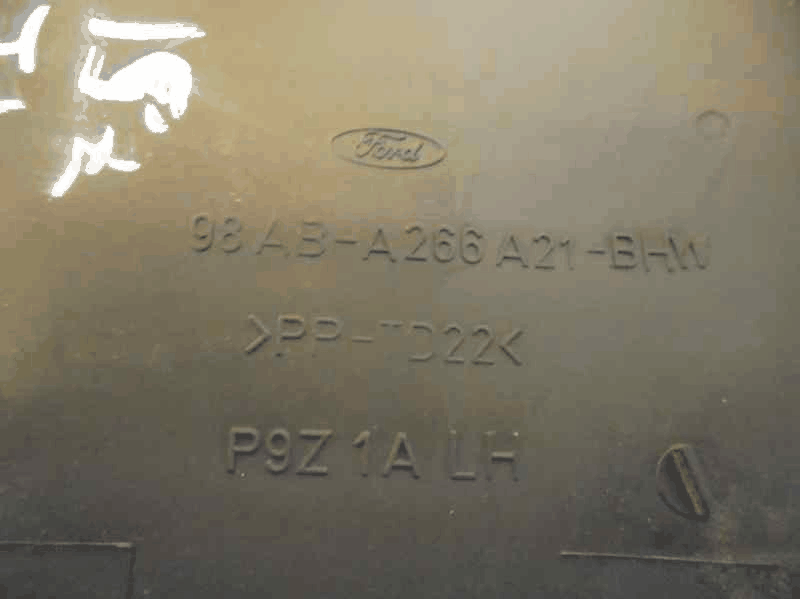 Ford
98AB-A266A21-BHW
>PP-TD22<
P9Z 1A LH